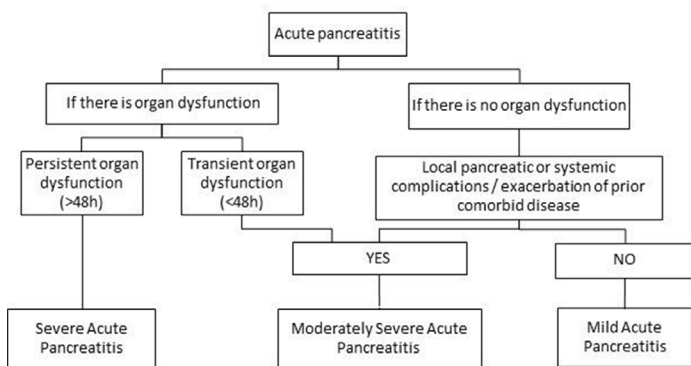 Acute pancreatitis
If there is organ dysfunction
If there is no organ dysfunction
Persistent organ
dysfunction
(>48h)
Transient organ
dysfunction
(<48h)
Local pancreatic or systemic
complications / exacerbation of prior
comorbid disease
YES
NO
Severe Acute
Pancreatitis
Moderately Severe Acute
Pancreatitis
Mild Acute
Pancreatitis